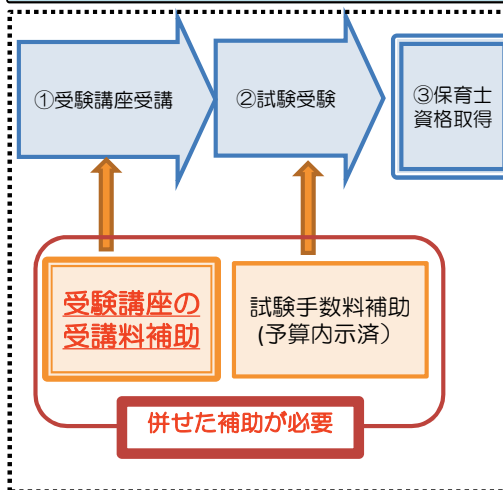 ①受験講座受講
②試験受験
③保育士
資格取得
受験講座の
受講料補助
試験手数料補助
(予算内示済）
併せた補助が必要